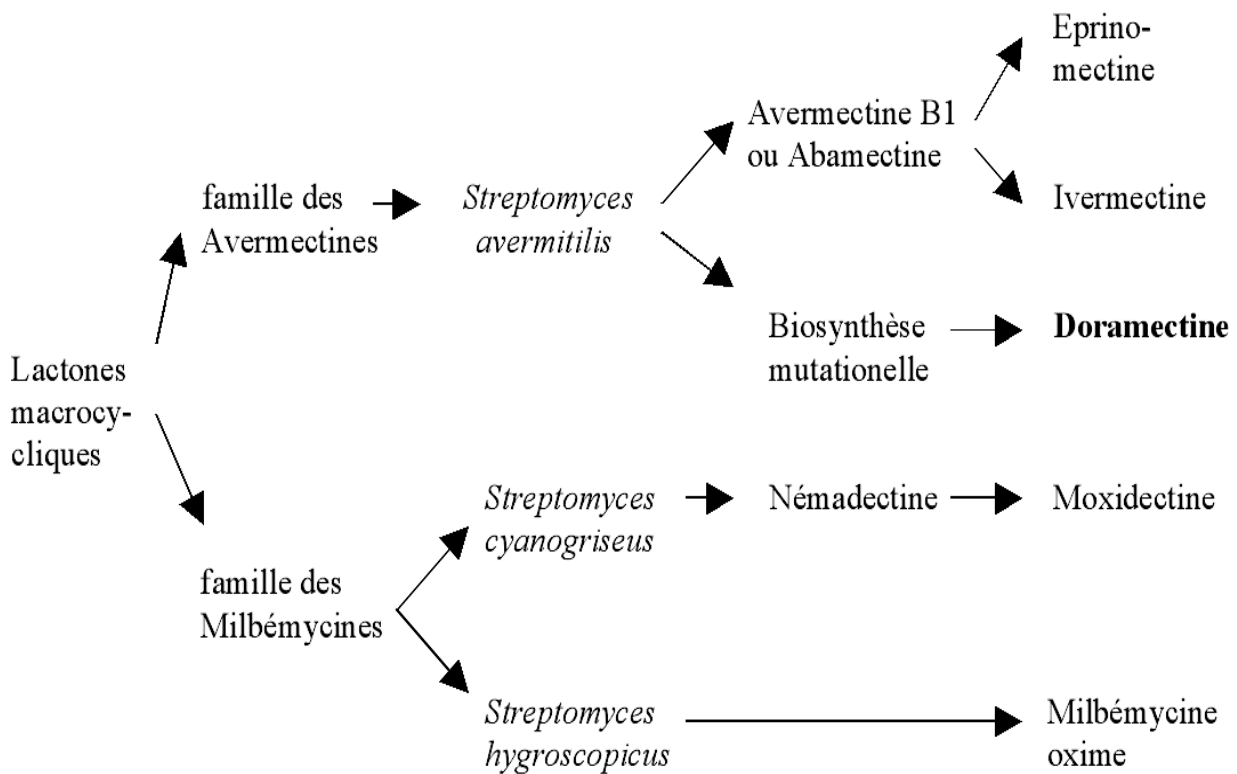 Eprino-
mectine
Avermectine B1
ou Abamectine
famille des
Avermectines
Streptomyces
avermitilis
Ivermectine
Biosynthèse
mutationelle
Doramectine
Lactones
macrocy-
cliques
Streptomyces
cyanogriseus
Némadectine
Moxidectine
famille des
Milbémycines
Streptomyces
hygroscopicus
Milbémycine
oxime